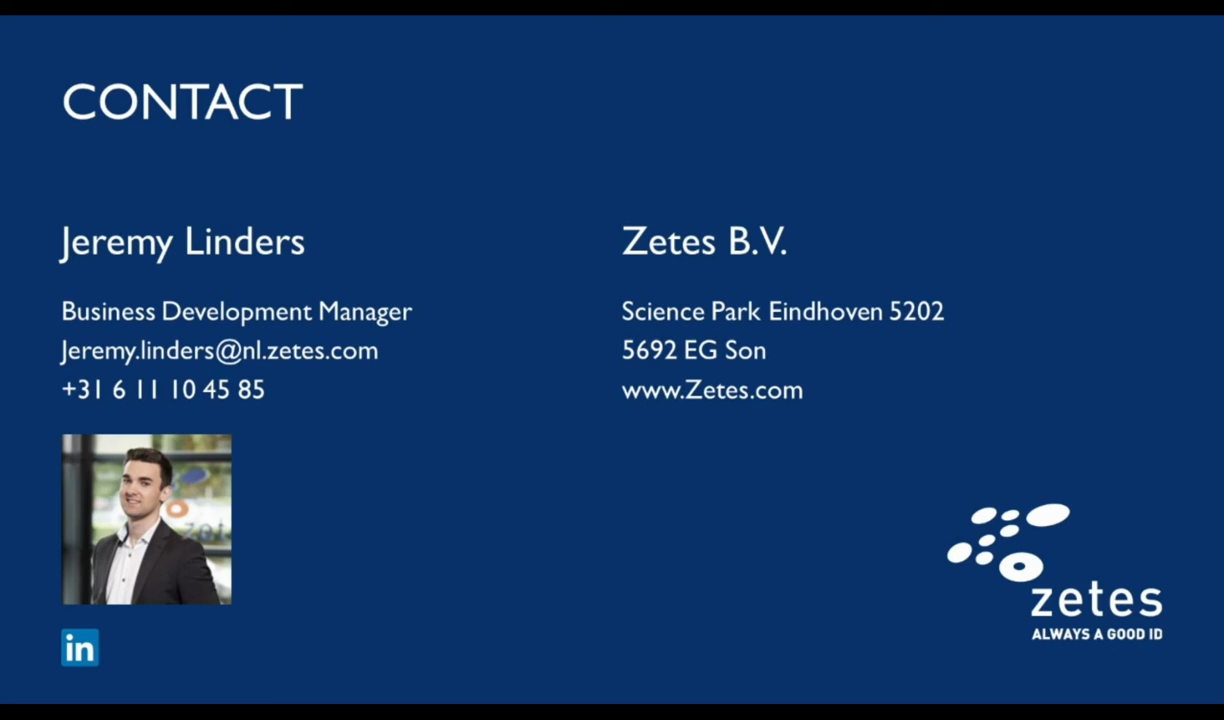 CONTACT
Jeremy Linders
Business Development Manager
Jeremy.linders@nl.zetes.com
+31 6 11 10 45 85
Zetes B.V.
Science Park Eindhoven 5202
5692 EG Son
www.Zetes.com
in
zetes
ALWAYS A GOOD ID